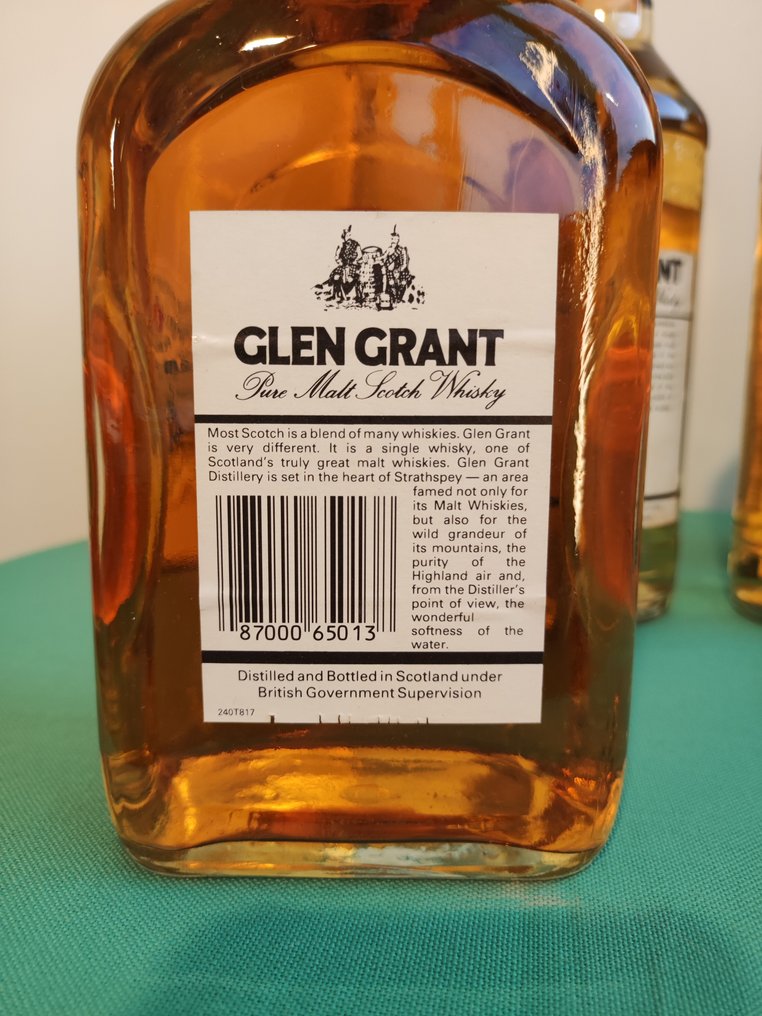 GLEN GRANT
Pure Malt Scotch Whisky
Most Scotch is a blend of many whiskies. Glen Grant
is very different. It is a single whisky, one of
Scotland's truly great malt whiskies. Glen Grant
Distillery is set in the heart of Strathspey — an area
famed not only for
its Malt Whiskies,
but also for the
wild grandeur of
its mountains, the
purity of the
Highland air and,
from the Distiller's
point of view, the
wonderful
softness of the
water.
87000 65013
Distilled and Bottled in Scotland under
British Government Supervision
240T817
NT